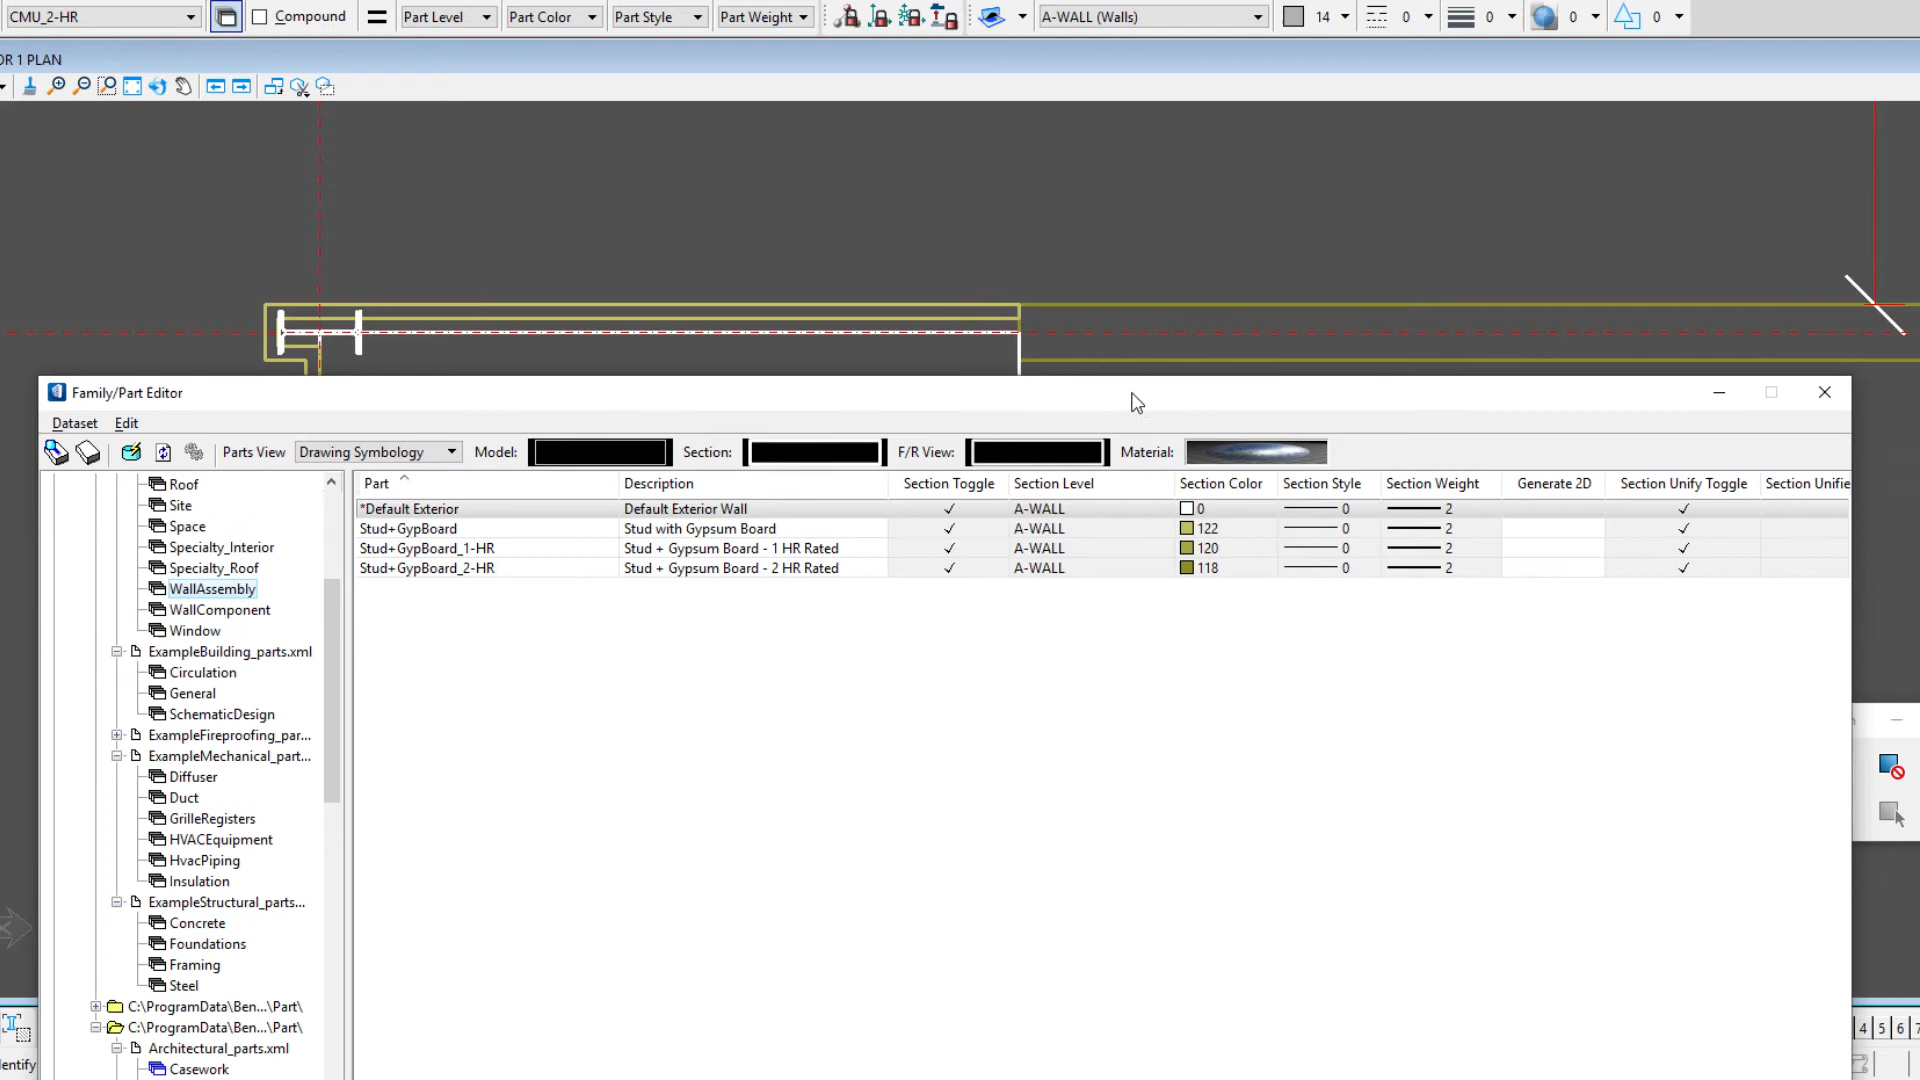 CMU_2-HR Compound Part Level Part Color Part Style Part Weight A-WALL (Walls) 14 0 0 0 0
OR 1 PLAN
Family/Part Editor
Dataset Edit
Parts View Drawing Symbology Model: Section: F/R View: Material:
Part Description Section Toggle Section Level Section Color Section Style Section Weight Generate 2D Section Unify Toggle Section Unifie
*Default Exterior Default Exterior Wall ✓ A-WALL 0 0 2 ✓
Stud+GypBoard Stud with Gypsum Board ✓ A-WALL 122 0 2 ✓
Stud+GypBoard_1-HR Stud + Gypsum Board - 1 HR Rated ✓ A-WALL 120 0 2 ✓
Stud+GypBoard_2-HR Stud + Gypsum Board - 2 HR Rated ✓ A-WALL 118 0 2 ✓
Roof
Site
Space
Specialty_Interior
Specialty_Roof
WallAssembly
WallComponent
Window
ExampleBuilding_parts.xml
Circulation
General
SchematicDesign
ExampleFireproofing_par...
ExampleMechanical_part...
Diffuser
Duct
GrilleRegisters
HVACEquipment
HvacPiping
Insulation
ExampleStructural_parts...
Concrete
Foundations
Framing
Steel
C:\ProgramData\Ben...\Part\
C:\ProgramData\Ben...\Part\
Architectural_parts.xml
Casework
4 5 6 7
entify